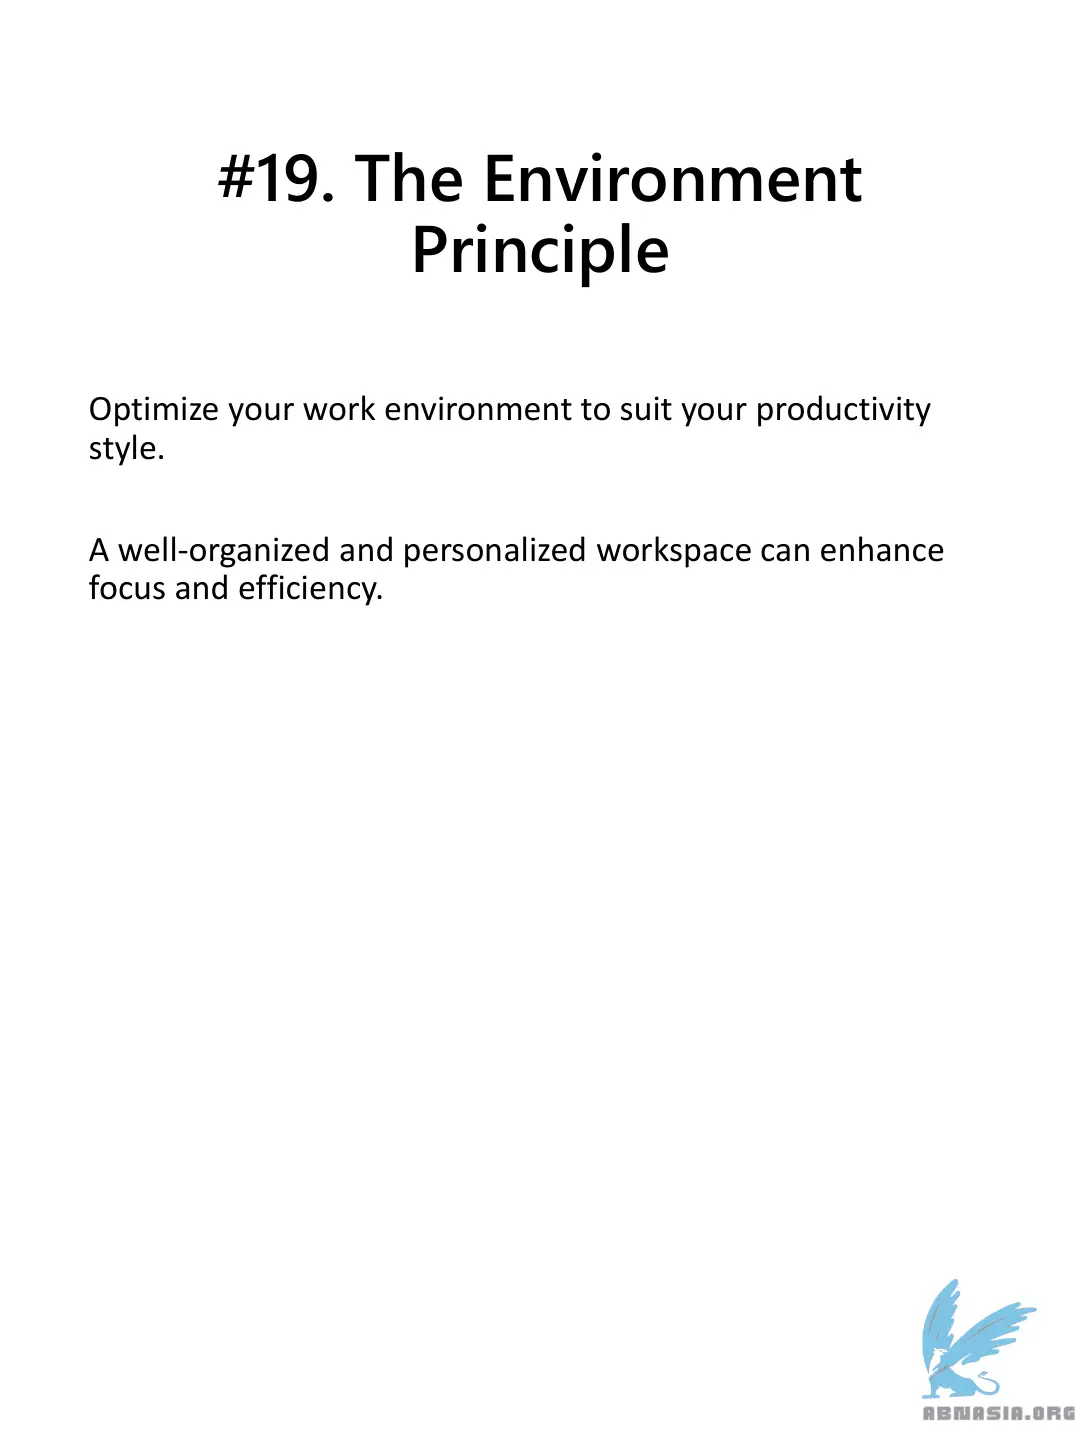 #19. The Environment
Principle
Optimize your work environment to suit your productivity
style.
A well-organized and personalized workspace can enhance
focus and efficiency.
ABNASIA.ORG